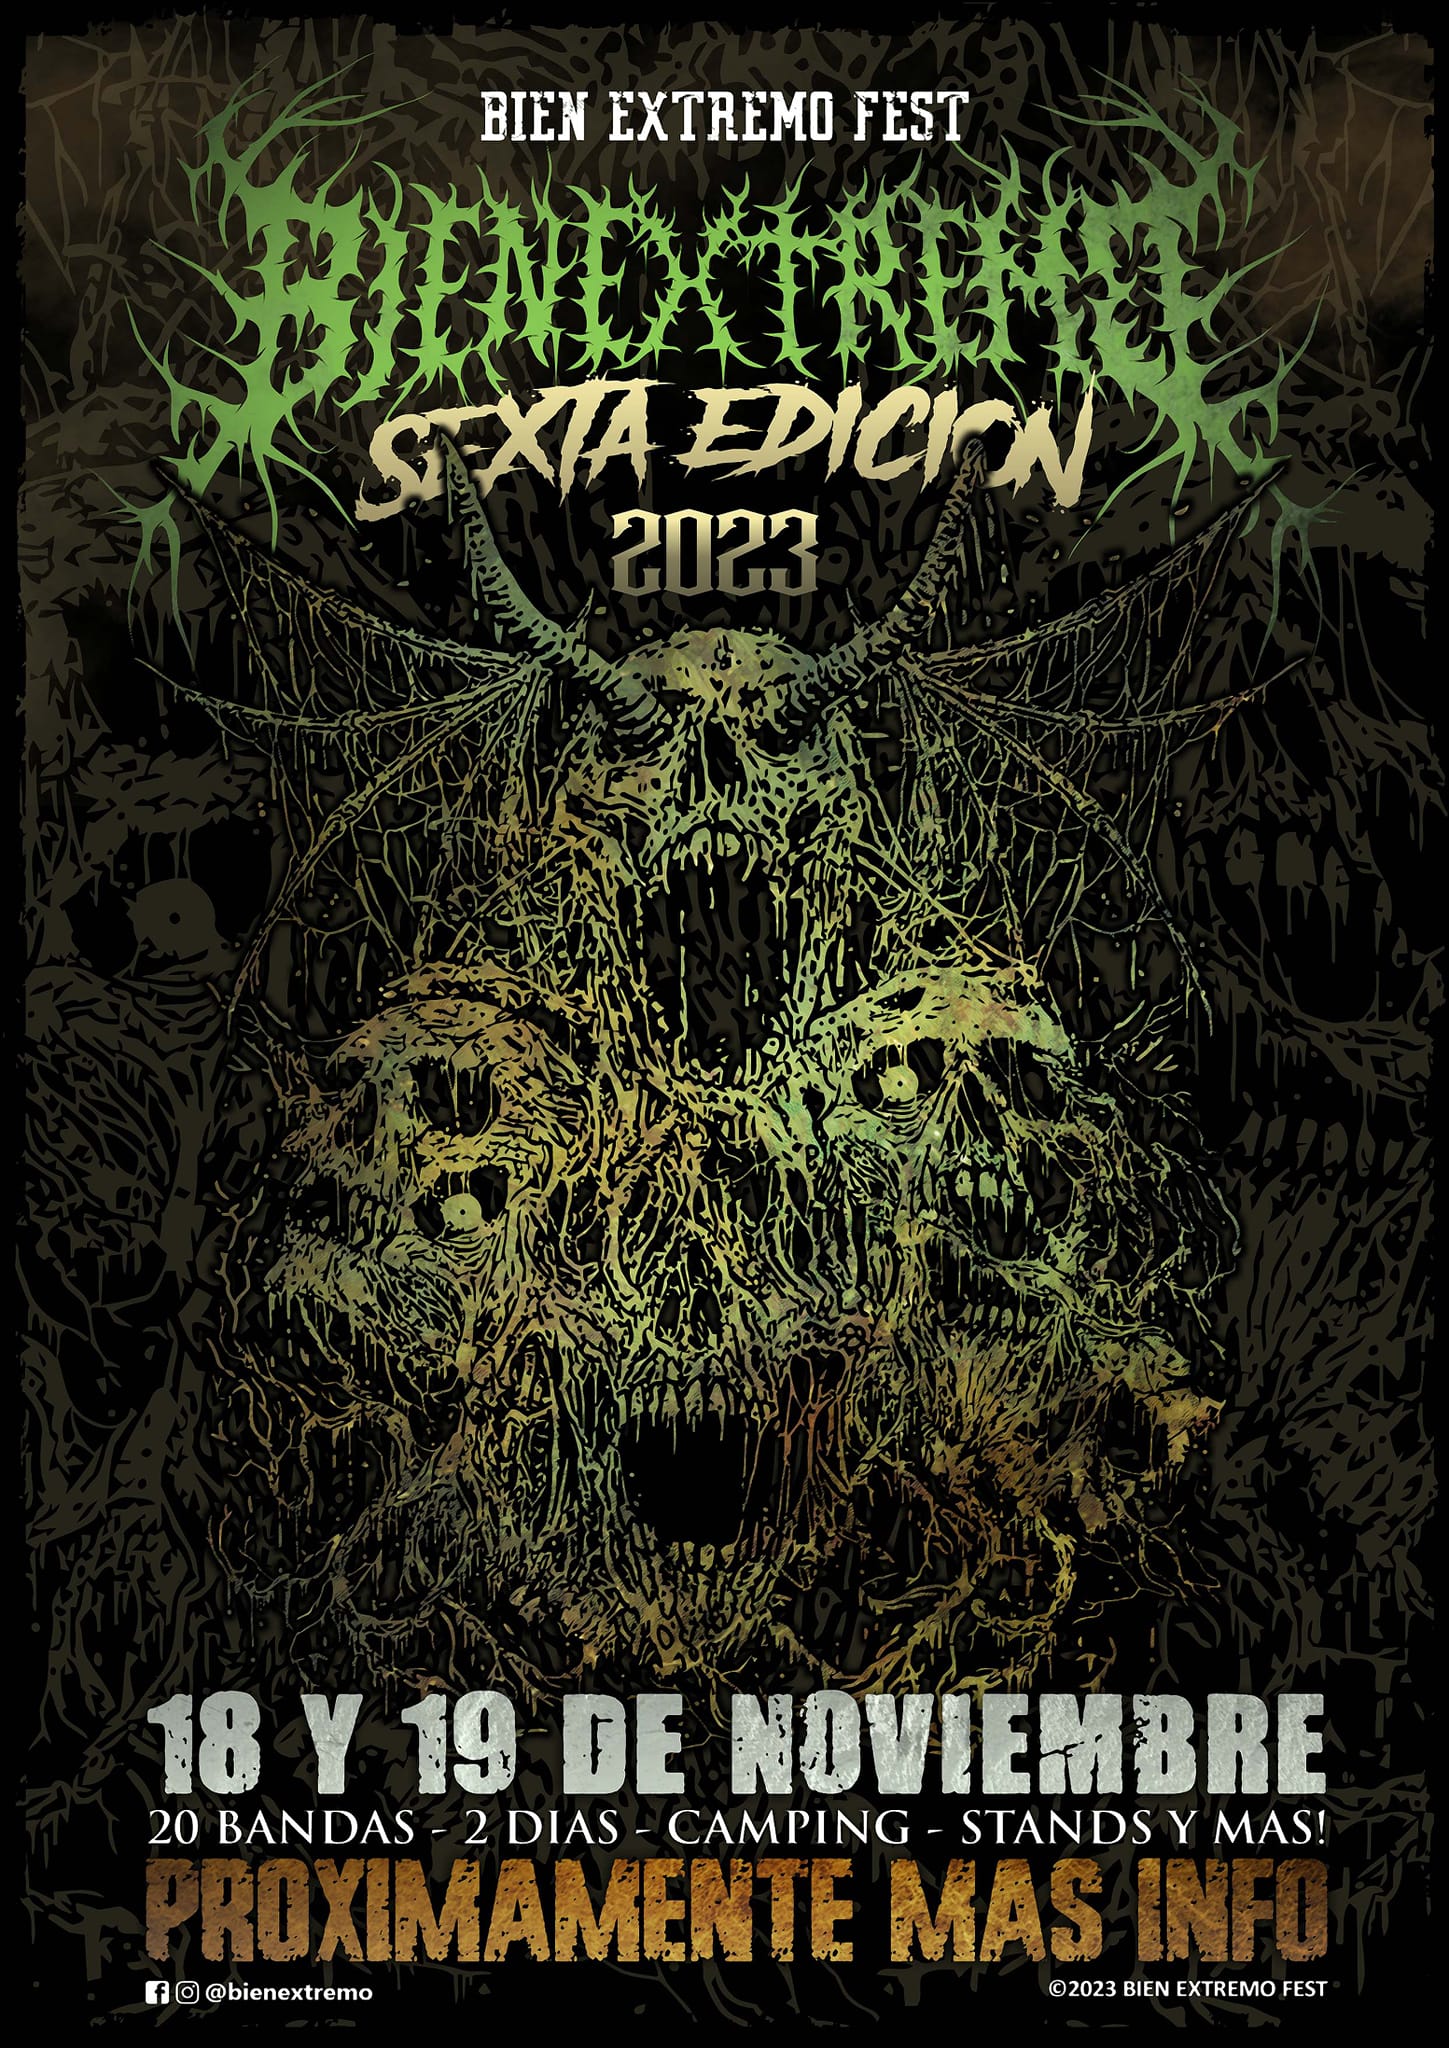 BIEN EXTREMO FEST
BIENEXTREMO
SEXTA EDICION
2023
18 Y 19 DE NOVIEMBRE
20 BANDAS - 2 DIAS - CAMPING - STANDS Y MAS!
PROXIMAMENTE MAS INFO
@bienextremo
©2023 BIEN EXTREMO FEST